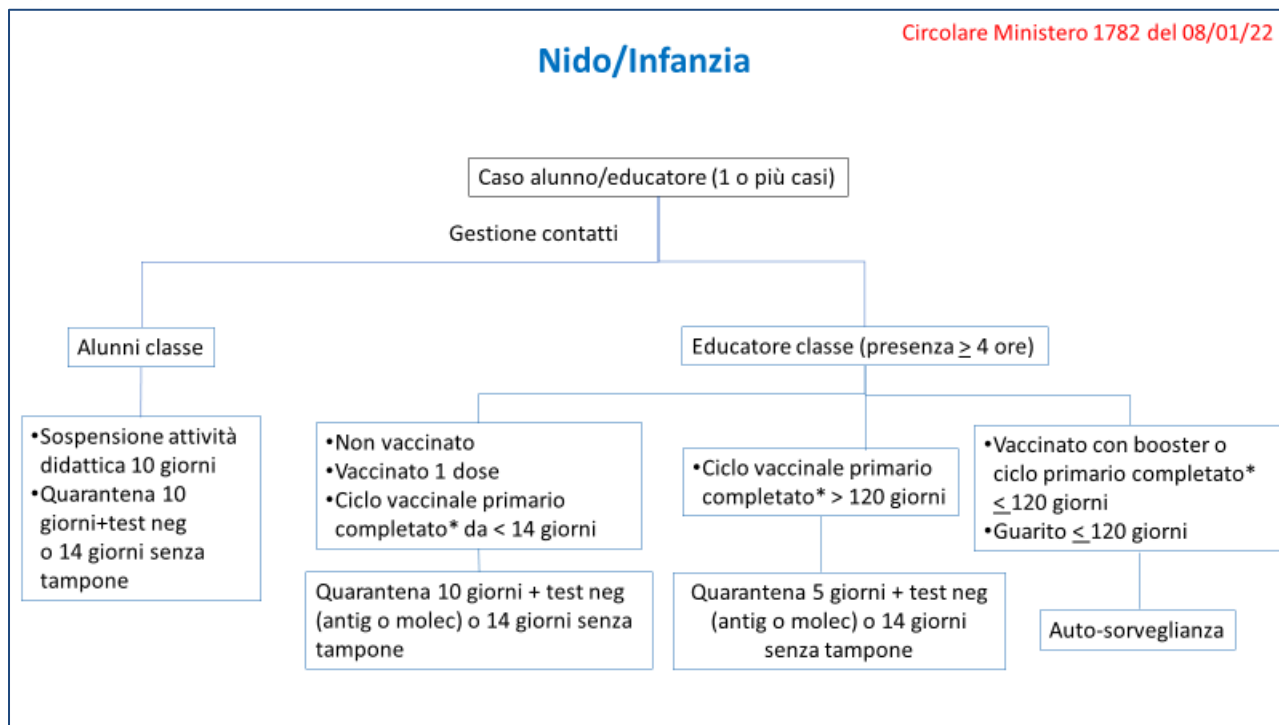 Circolare Ministero 1782 del 08/01/22
Nido/Infanzia
Caso alunno/educatore (1 o più casi)
Gestione contatti
Alunni classe
Educatore classe (presenza ≥ 4 ore)
•Sospensione attività
didattica 10 giorni
•Quarantena 10
giorni+test neg
o 14 giorni senza
tampone
•Non vaccinato
•Vaccinato 1 dose
•Ciclo vaccinale primario
completato* da < 14 giorni
•Ciclo vaccinale primario
completato* > 120 giorni
•Vaccinato con booster o
ciclo primario completato*
≤ 120 giorni
•Guarito ≤ 120 giorni
Quarantena 10 giorni + test neg
(antig o molec) o 14 giorni senza
tampone
Quarantena 5 giorni + test neg
(antig o molec) o 14 giorni
senza tampone
Auto-sorveglianza